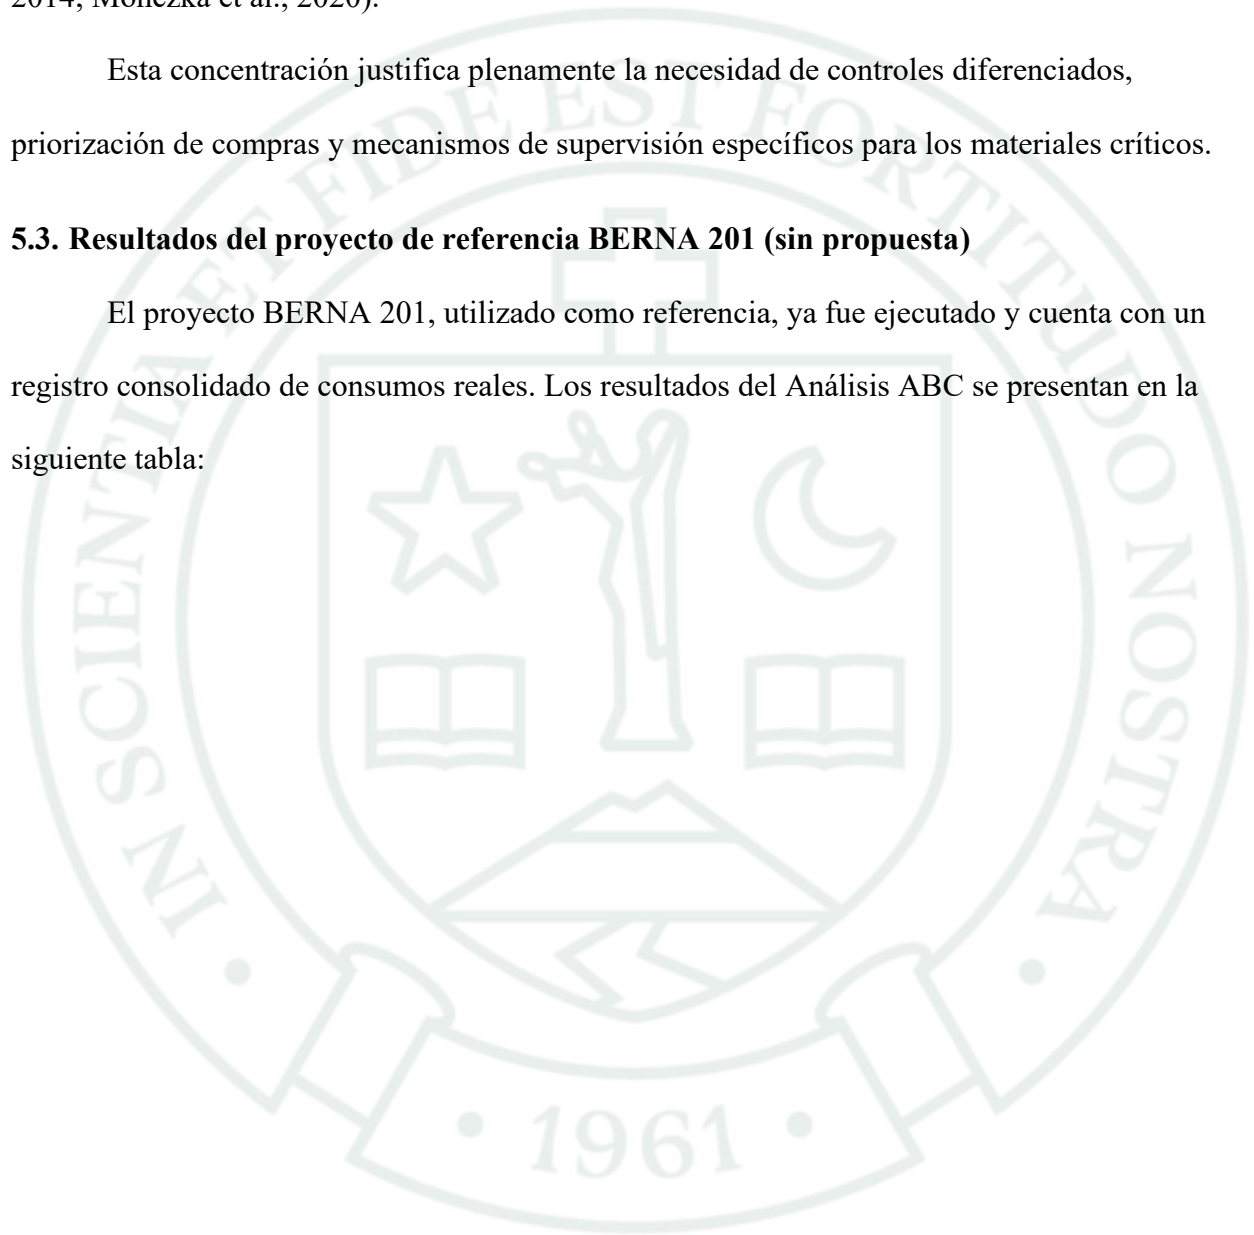 2014; Monczka et al., 2020).
Esta concentración justifica plenamente la necesidad de controles diferenciados,
priorización de compras y mecanismos de supervisión específicos para los materiales críticos.
5.3. Resultados del proyecto de referencia BERNA 201 (sin propuesta)
El proyecto BERNA 201, utilizado como referencia, ya fue ejecutado y cuenta con un
registro consolidado de consumos reales. Los resultados del Análisis ABC se presentan en la
siguiente tabla:
IN SCIENTIA ET FIDE EST FORTITUDO NOSTRA
• 1961 •